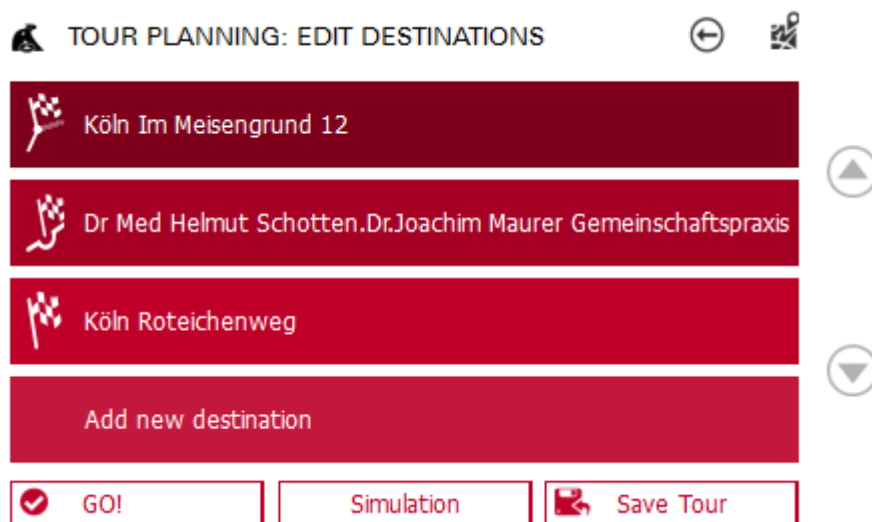 TOUR PLANNING: EDIT DESTINATIONS
Köln Im Meisengrund 12
Dr Med Helmut Schotten.Dr.Joachim Maurer Gemeinschaftspraxis
Köln Roteichenweg
Add new destination
GO!
Simulation
Save Tour